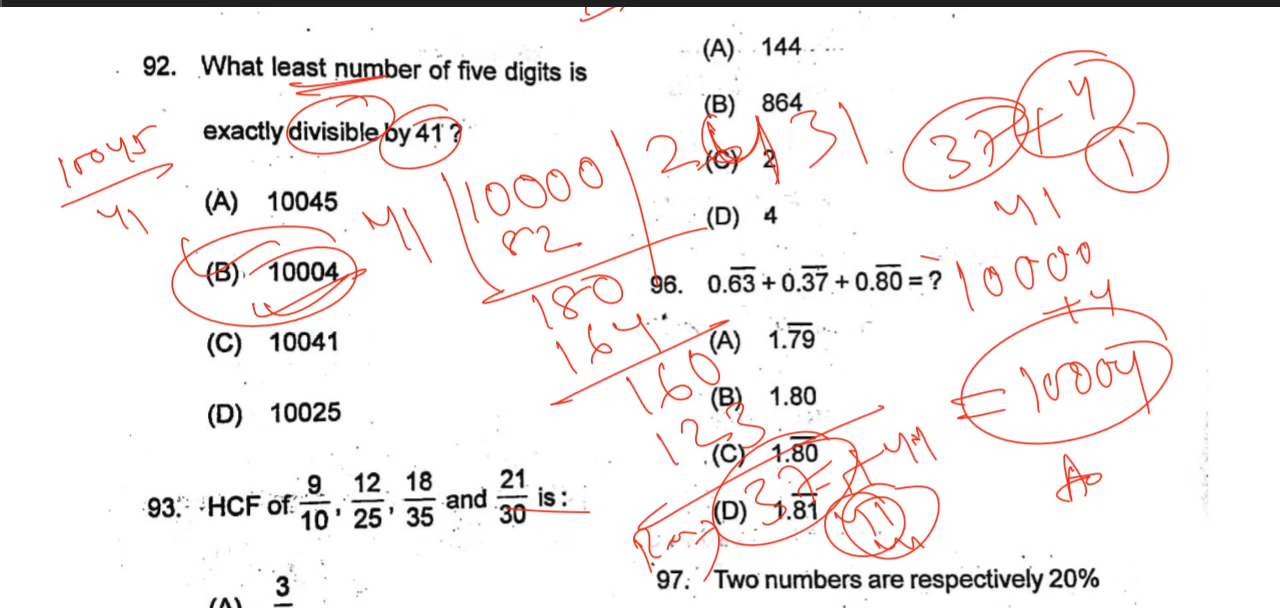 92. What least number of five digits is
exactly divisible by 41 ?
(A) 10045
(B) 10004
(C) 10041
(D) 10025
93. HCF of 9/10, 12/25, 18/35 and 21/30 is :
(A) 3
(A) 144
(B) 864
(C) 2
(D) 4
96. 0.6̅3̅ + 0.3̅7̅ + 0.8̅0̅ = ?
(A) 1.7̅9̅
(B) 1.80
(C) 1.8̅0̅
(D) 1.8̅1̅
97. Two numbers are respectively 20%
10045
41
41
10000
82
180
164
160
123
37
37 + 4
41
10000
+ 4
= 10004